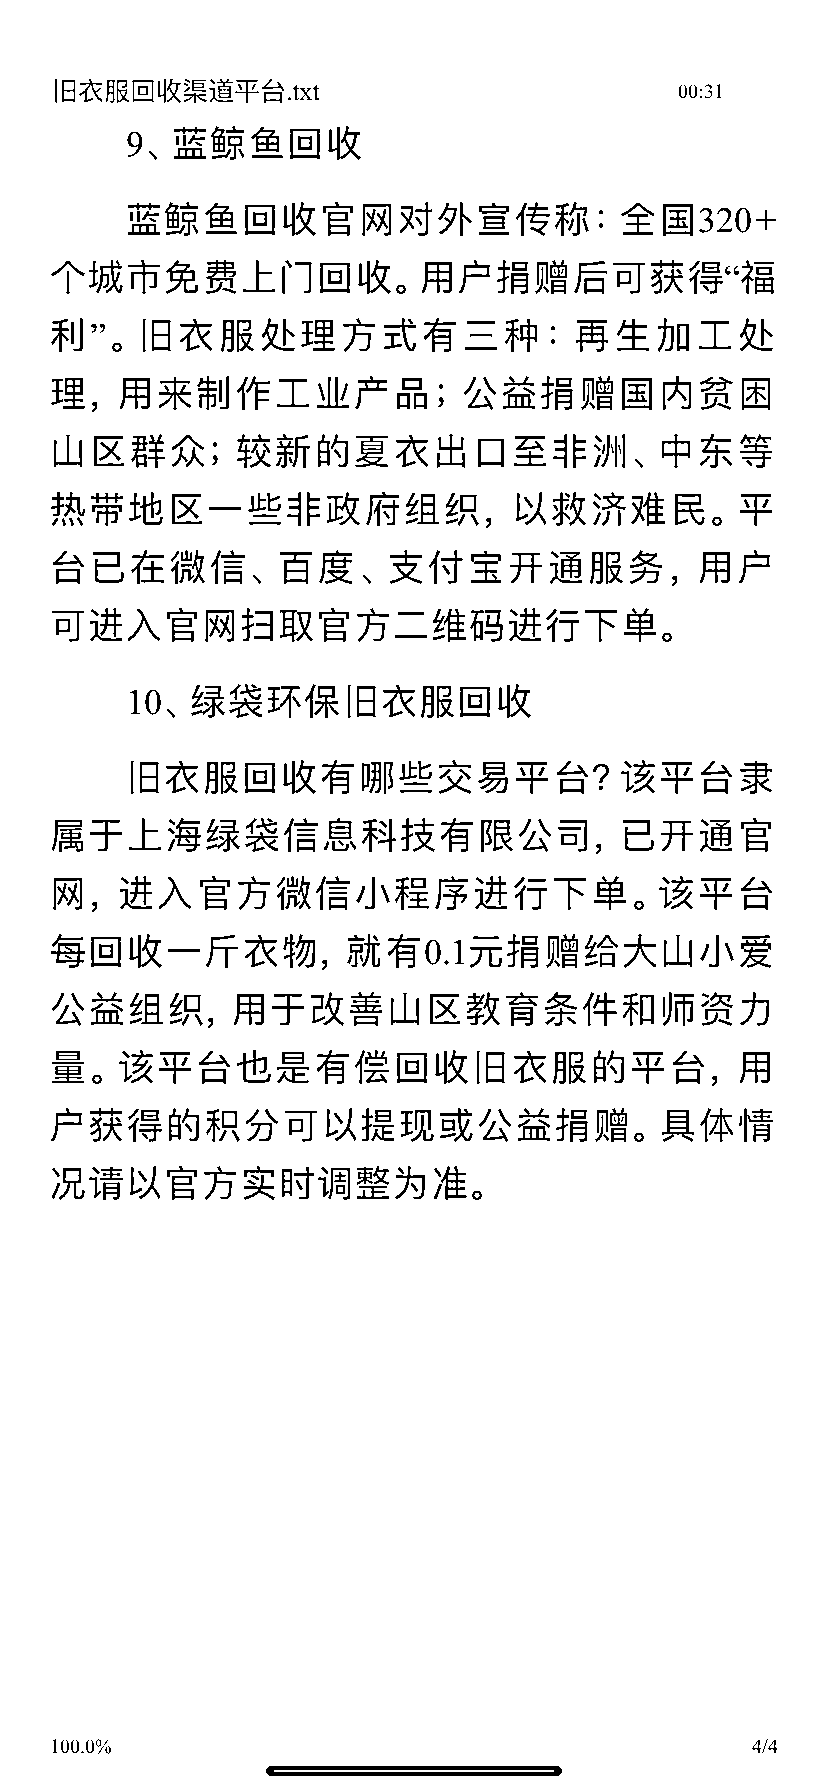 旧衣服回收渠道平台.txt
00:31
9、蓝鲸鱼回收
蓝鲸鱼回收官网对外宣传称：全国320+
个城市免费上门回收。用户捐赠后可获得“福
利”。旧衣服处理方式有三种：再生加工处
理，用来制作工业产品；公益捐赠国内贫困
山区群众；较新的夏衣出口至非洲、中东等
热带地区一些非政府组织，以救济难民。平
台已在微信、百度、支付宝开通服务，用户
可进入官网扫取官方二维码进行下单。
10、绿袋环保旧衣服回收
旧衣服回收有哪些交易平台？该平台隶
属于上海绿袋信息科技有限公司，已开通官
网，进入官方微信小程序进行下单。该平台
每回收一斤衣物，就有0.1元捐赠给大山小爱
公益组织，用于改善山区教育条件和师资力
量。该平台也是有偿回收旧衣服的平台，用
户获得的积分可以提现或公益捐赠。具体情
况请以官方实时调整为准。
100.0%
4/4